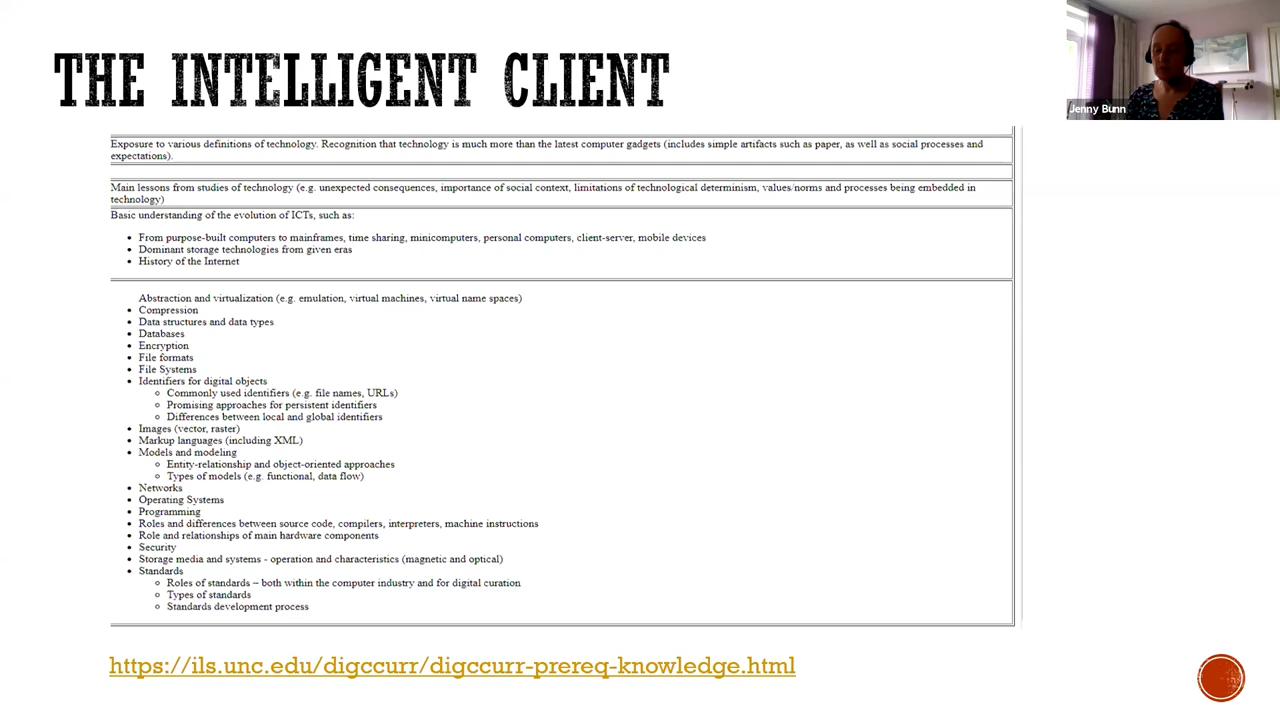 THE INTELLIGENT CLIENT
Jenny Bunn
Exposure to various definitions of technology. Recognition that technology is much more than the latest computer gadgets (includes simple artifacts such as paper, as well as social processes and
expectations).
Main lessons from studies of technology (e.g. unexpected consequences, importance of social context, limitations of technological determinism, values/norms and processes being embedded in
technology)
Basic understanding of the evolution of ICTs, such as:
• From purpose-built computers to mainframes, time sharing, minicomputers, personal computers, client-server, mobile devices
• Dominant storage technologies from given eras
• History of the Internet
Abstraction and virtualization (e.g. emulation, virtual machines, virtual name spaces)
• Compression
• Data structures and data types
• Databases
• Encryption
• File formats
• File Systems
• Identifiers for digital objects
○ Commonly used identifiers (e.g. file names, URLs)
○ Promising approaches for persistent identifiers
○ Differences between local and global identifiers
• Images (vector, raster)
• Markup languages (including XML)
• Models and modeling
○ Entity-relationship and object-oriented approaches
○ Types of models (e.g. functional, data flow)
• Networks
• Operating Systems
• Programming
• Roles and differences between source code, compilers, interpreters, machine instructions
• Role and relationships of main hardware components
• Security
• Storage media and systems - operation and characteristics (magnetic and optical)
• Standards
○ Roles of standards – both within the computer industry and for digital curation
○ Types of standards
○ Standards development process
https://ils.unc.edu/digccurr/digccurr-prereq-knowledge.html